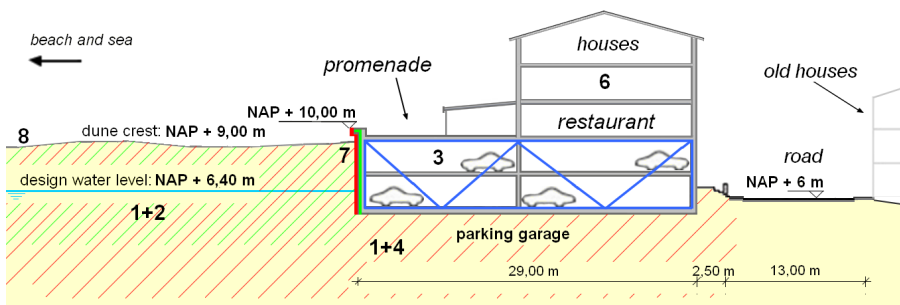 beach and sea
houses
promenade
old houses
6
NAP + 10,00 m
restaurant
8
dune crest: NAP + 9,00 m
7
3
road
design water level: NAP + 6,40 m
NAP + 6 m
1+2
parking garage
1+4
29,00 m
2,50 m
13,00 m